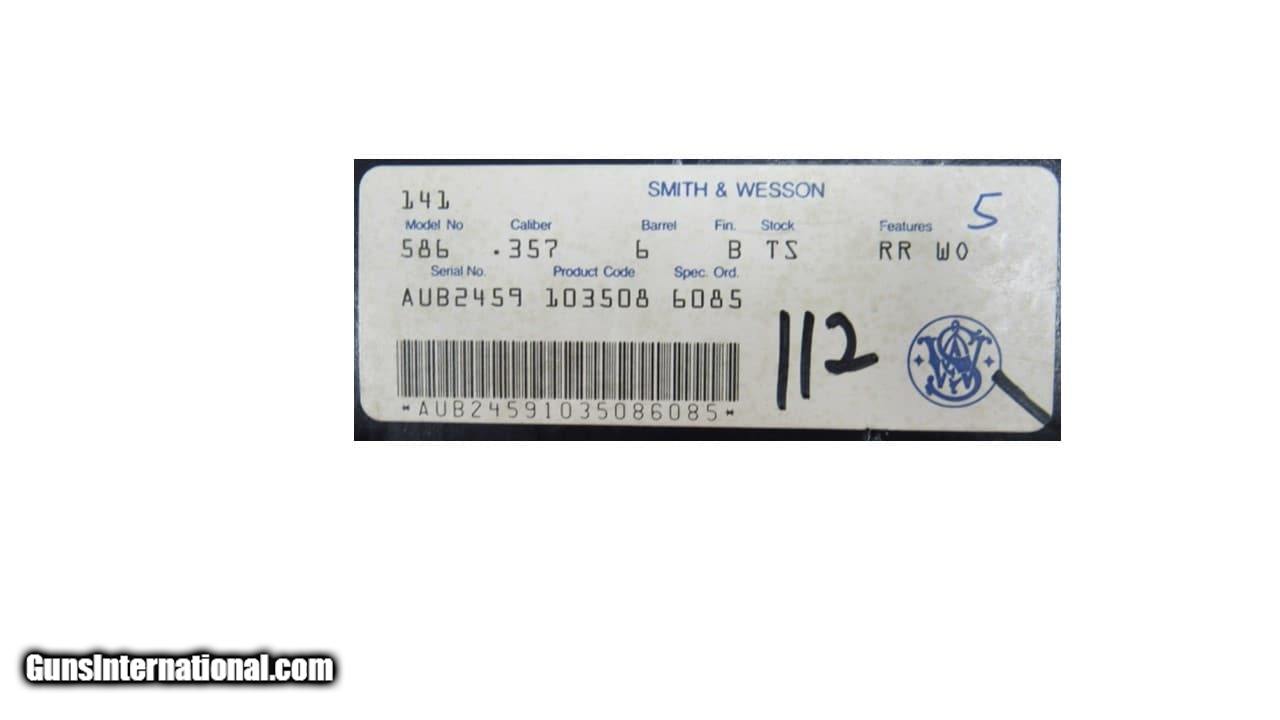 141
SMITH & WESSON
5
Model No Caliber Barrel Fin. Stock Features
586 .357 6 B TS RR WO
Serial No. Product Code Spec. Ord.
AUB2459 103508 6085
112
*AUB24591035086085*
GunsInternational.com